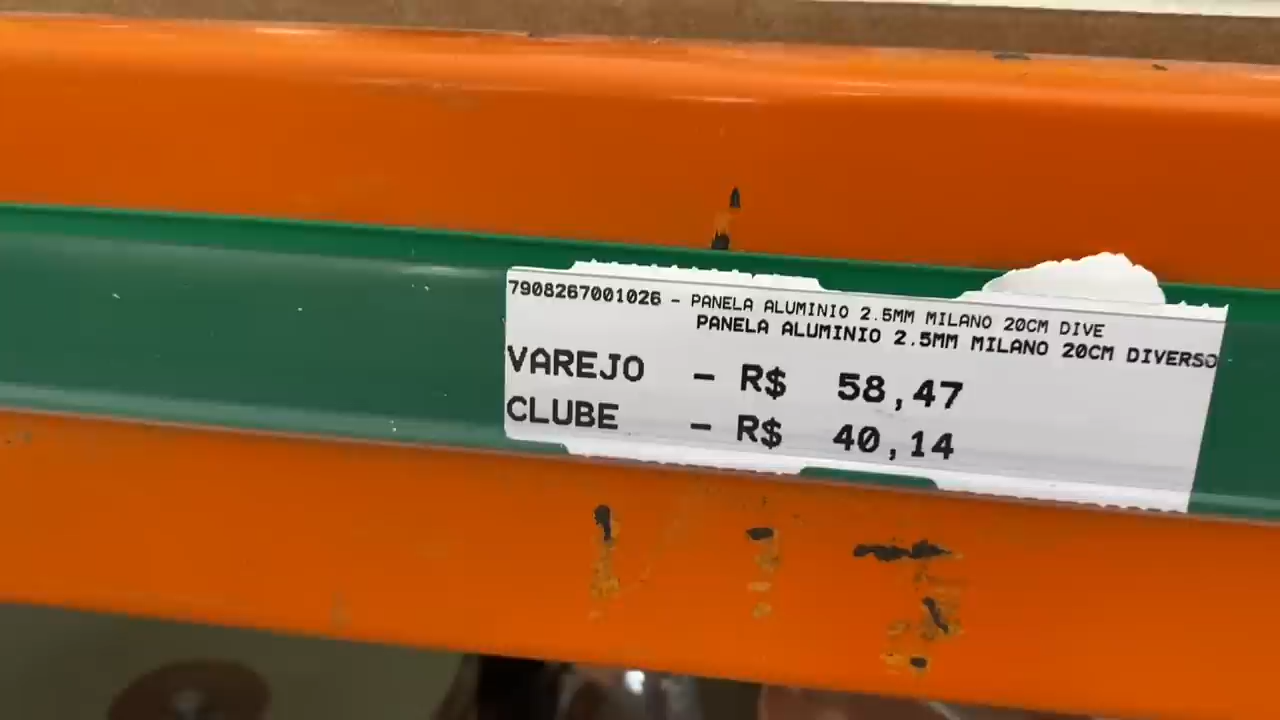 7908267001026 - PANELA ALUMINIO 2.5MM MILANO 20CM DIVE
PANELA ALUMINIO 2.5MM MILANO 20CM DIVERSO
VAREJO - R$ 58,47
CLUBE - R$ 40,14